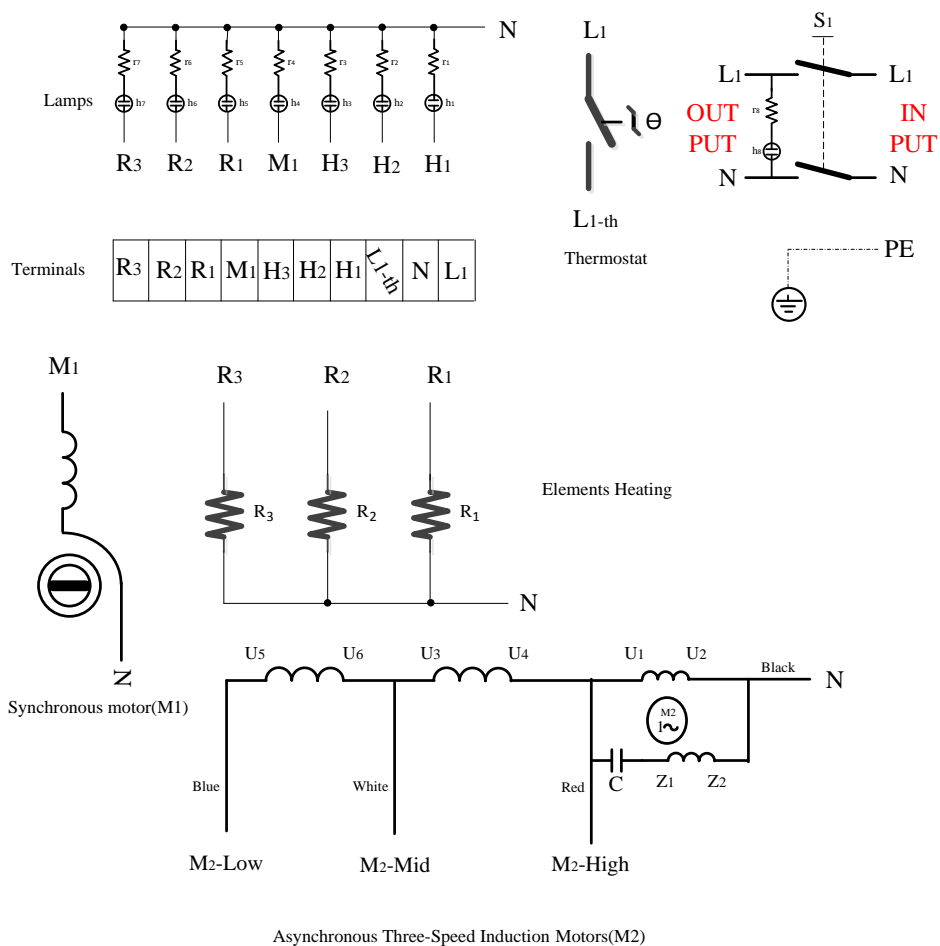 N
r7 r6 r5 r4 r3 r2 r1
Lamps h7 h6 h5 h4 h3 h2 h1
R3 R2 R1 M1 H3 H2 H1
L1
Ɵ
L1-th
Thermostat
S1
L1 L1
r8
OUT PUT
IN PUT
h8
N N
PE
Terminals R3 R2 R1 M1 H3 H2 H1 L1-th N L1
M1
N
Synchronous motor(M1)
R3 R2 R1
R3 R2 R1
Elements Heating
N
U5 U6 U3 U4 U1 U2
Black
N
M2
1~
C Z1 Z2
Blue White Red
M2-Low M2-Mid M2-High
Asynchronous Three-Speed Induction Motors(M2)